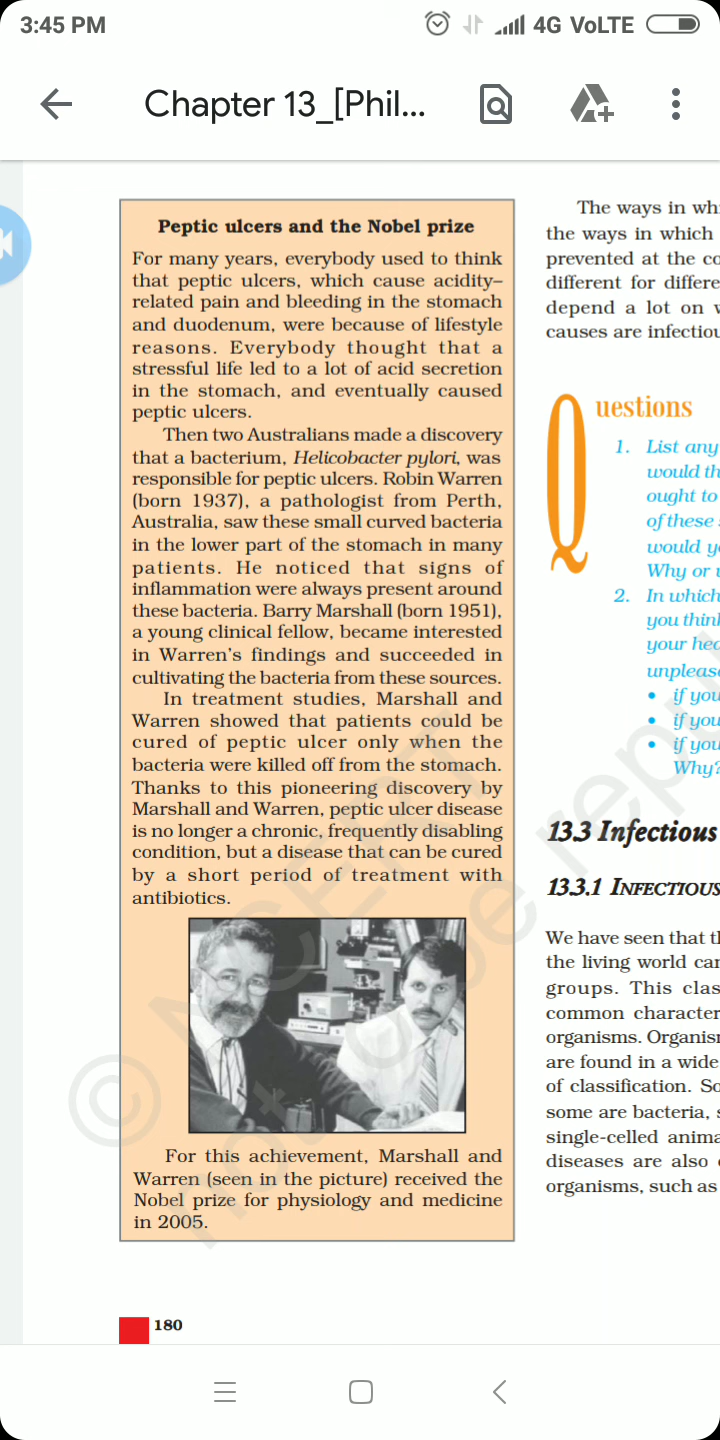 3:45 PM
4G VoLTE
Chapter 13_[Phil...
Peptic ulcers and the Nobel prize
For many years, everybody used to think
that peptic ulcers, which cause acidity–
related pain and bleeding in the stomach
and duodenum, were because of lifestyle
reasons. Everybody thought that a
stressful life led to a lot of acid secretion
in the stomach, and eventually caused
peptic ulcers.
Then two Australians made a discovery
that a bacterium, Helicobacter pylori, was
responsible for peptic ulcers. Robin Warren
(born 1937), a pathologist from Perth,
Australia, saw these small curved bacteria
in the lower part of the stomach in many
patients. He noticed that signs of
inflammation were always present around
these bacteria. Barry Marshall (born 1951),
a young clinical fellow, became interested
in Warren's findings and succeeded in
cultivating the bacteria from these sources.
In treatment studies, Marshall and
Warren showed that patients could be
cured of peptic ulcer only when the
bacteria were killed off from the stomach.
Thanks to this pioneering discovery by
Marshall and Warren, peptic ulcer disease
is no longer a chronic, frequently disabling
condition, but a disease that can be cured
by a short period of treatment with
antibiotics.
For this achievement, Marshall and
Warren (seen in the picture) received the
Nobel prize for physiology and medicine
in 2005.
180
The ways in
the ways in which
prevented at the
different for
depend a lot on
causes are
Questions
1. List any
would
ought to
of these
would
Why or
2. In which
you
your
• if you
• if you
• if you
Why?
13.3 Infectious
13.3.1 INFECTIOUS
We have seen that
the living world
groups. This
common
organisms.
are found in a wide
of classification.
some are bacteria,
single-celled
diseases are also
organisms, such as
© NCERT
not be